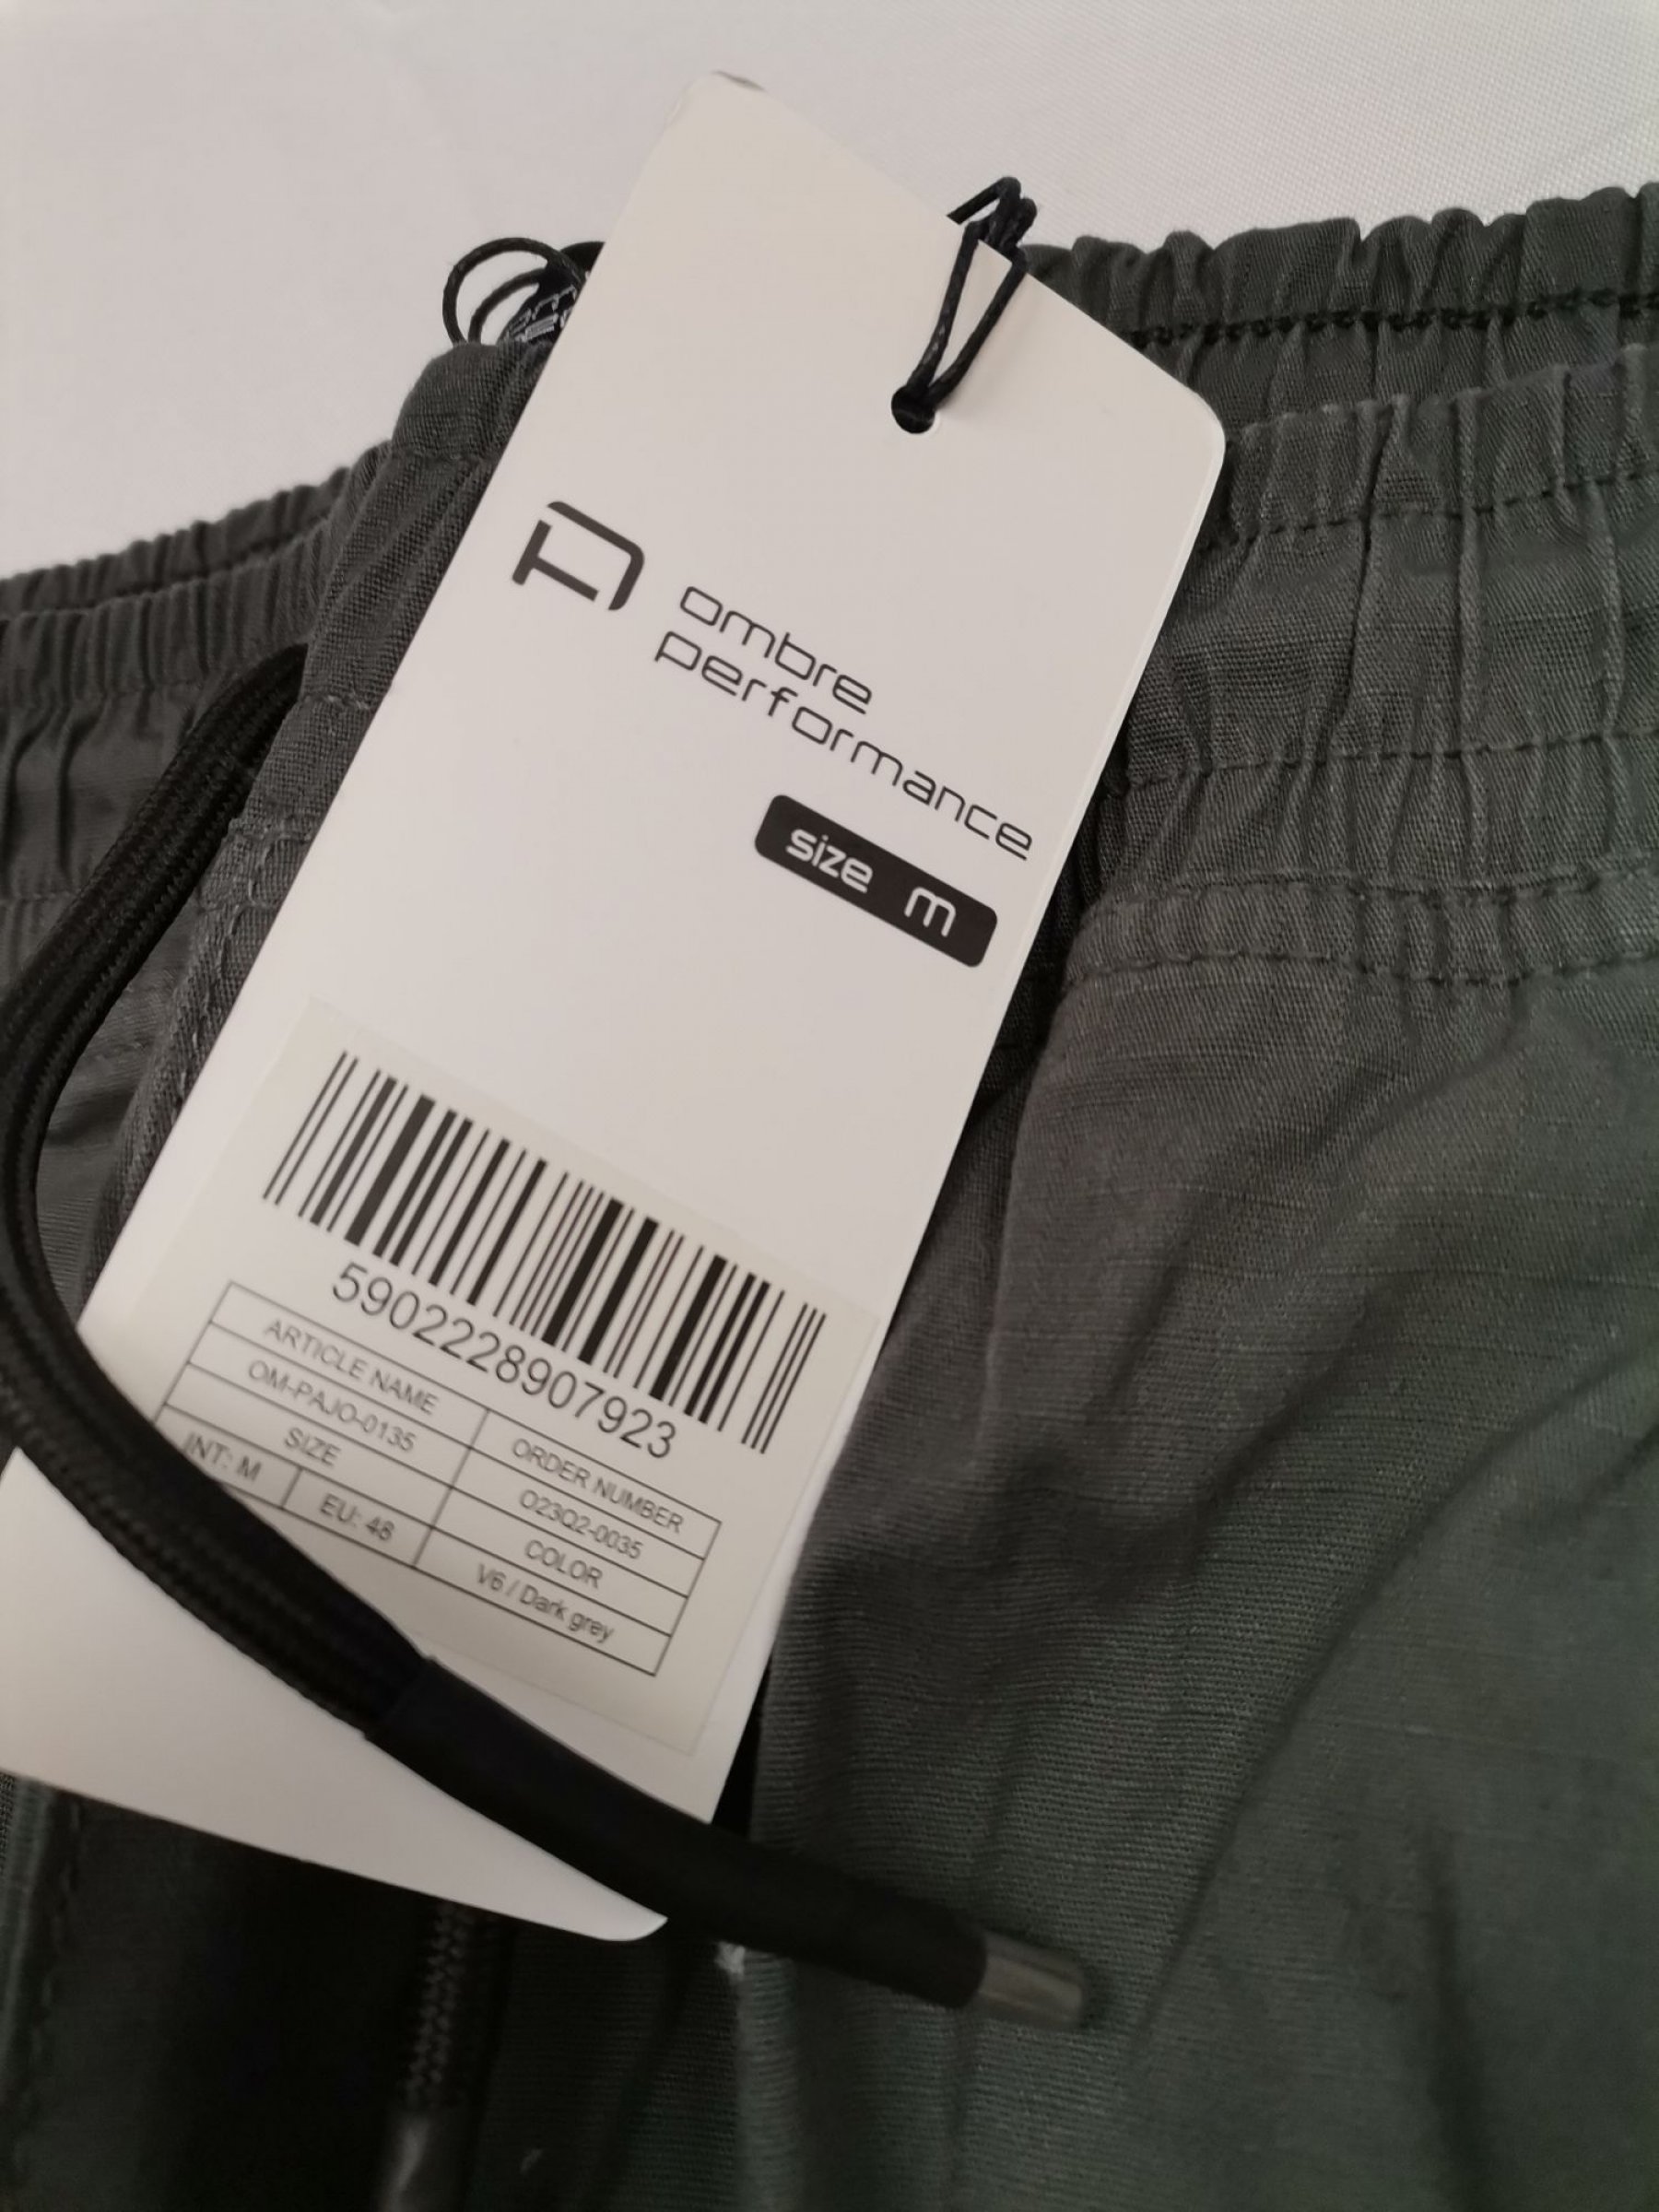 ombre
performance
size m
5902228907923
ARTICLE NAME
ORDER NUMBER
OM-PAJO-0135
O23Q2-0035
SIZE
COLOR
INT: M
EU: 48
V6 / Dark grey